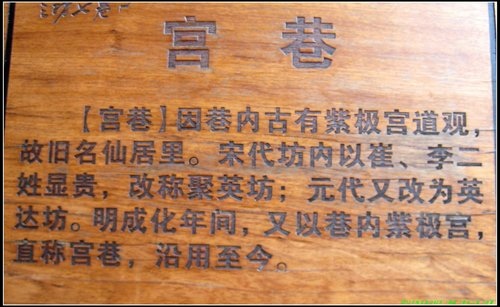 宫巷
【宫巷】因巷内古有紫极宫道观，
故旧名仙居里。宋代坊内以崔、李二
姓显贵，改称聚英坊；元代又改为英
达坊。明成化年间，又以巷内紫极宫，
直称宫巷，沿用至今。